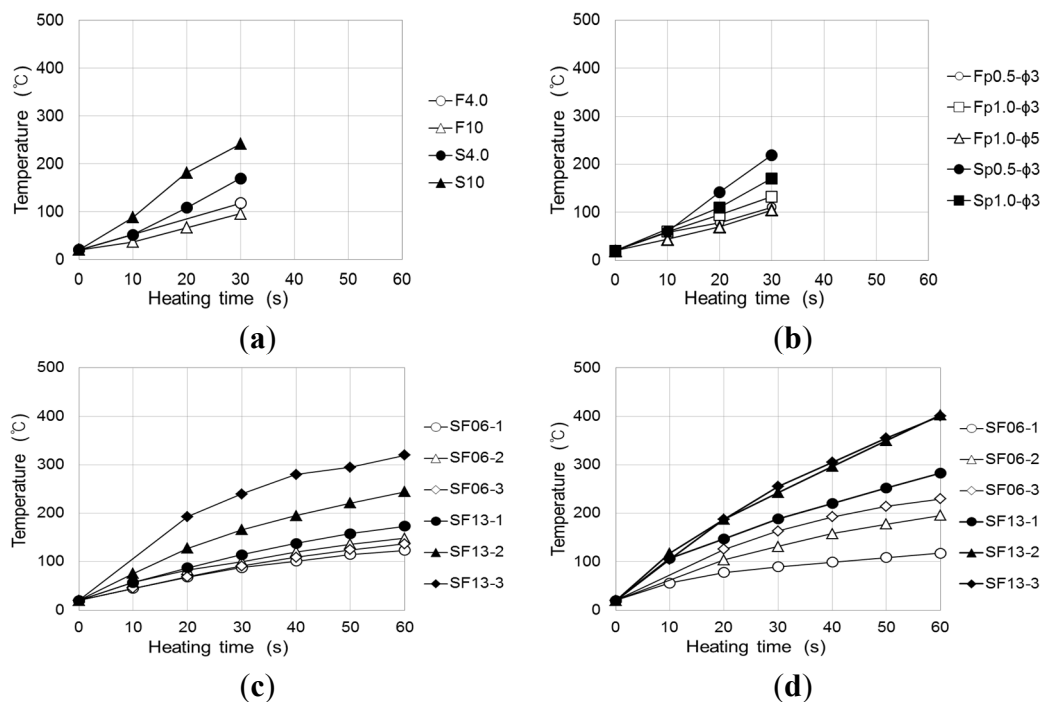 500
400
300
200
100
0
Temperature (℃)
0 10 20 30 40 50 60
Heating time (s)
F4.0
F10
S4.0
S10
(a)
500
400
300
200
100
0
Temperature (℃)
0 10 20 30 40 50 60
Heating time (s)
Fp0.5-ϕ3
Fp1.0-ϕ3
Fp1.0-ϕ5
Sp0.5-ϕ3
Sp1.0-ϕ3
(b)
500
400
300
200
100
0
Temperature (℃)
0 10 20 30 40 50 60
Heating time (s)
SF06-1
SF06-2
SF06-3
SF13-1
SF13-2
SF13-3
(c)
500
400
300
200
100
0
Temperature (℃)
0 10 20 30 40 50 60
Heating time (s)
SF06-1
SF06-2
SF06-3
SF13-1
SF13-2
SF13-3
(d)